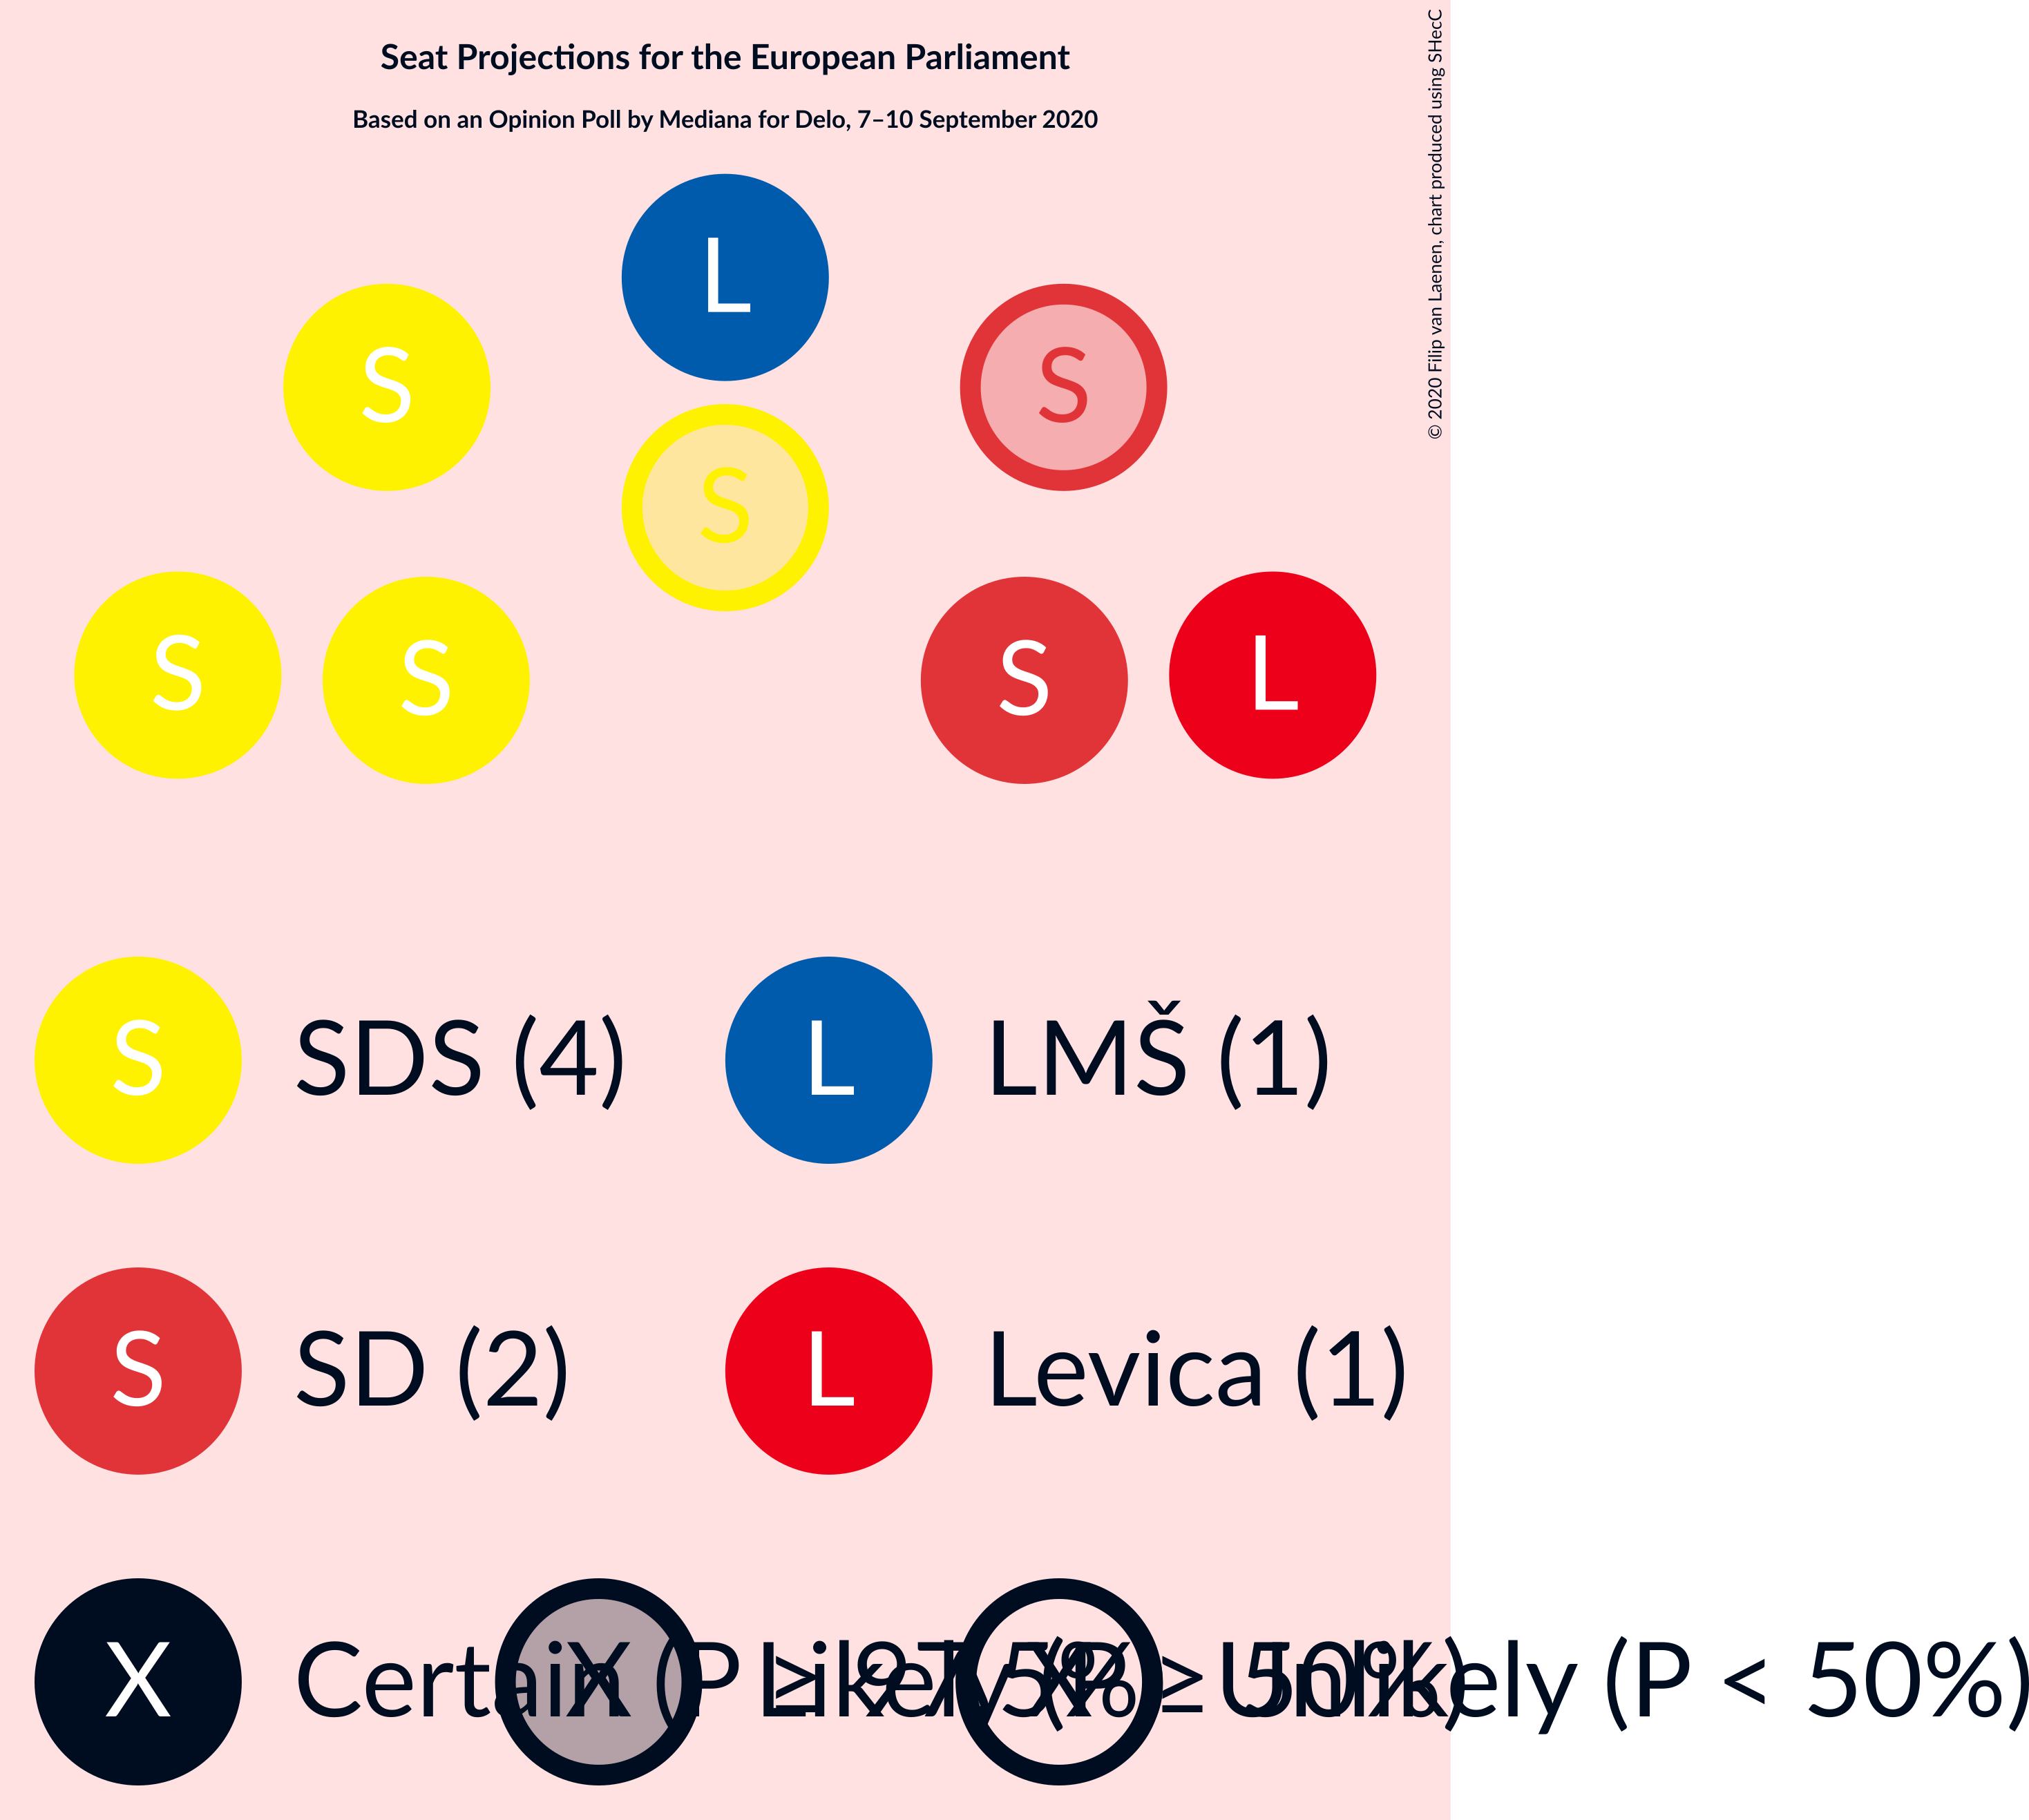 Seat Projections for the European Parliament
Based on an Opinion Poll by Mediana for Delo, 7–10 September 2020
© 2020 Filip van Laenen, chart produced using SHecC
L
S
S
S
S
S
S
L
S SDS (4)
L LMŠ (1)
S SD (2)
L Levica (1)
X Certain (P ≥
X Likely (P ≥ 50%)
X Unlikely (P < 50%)